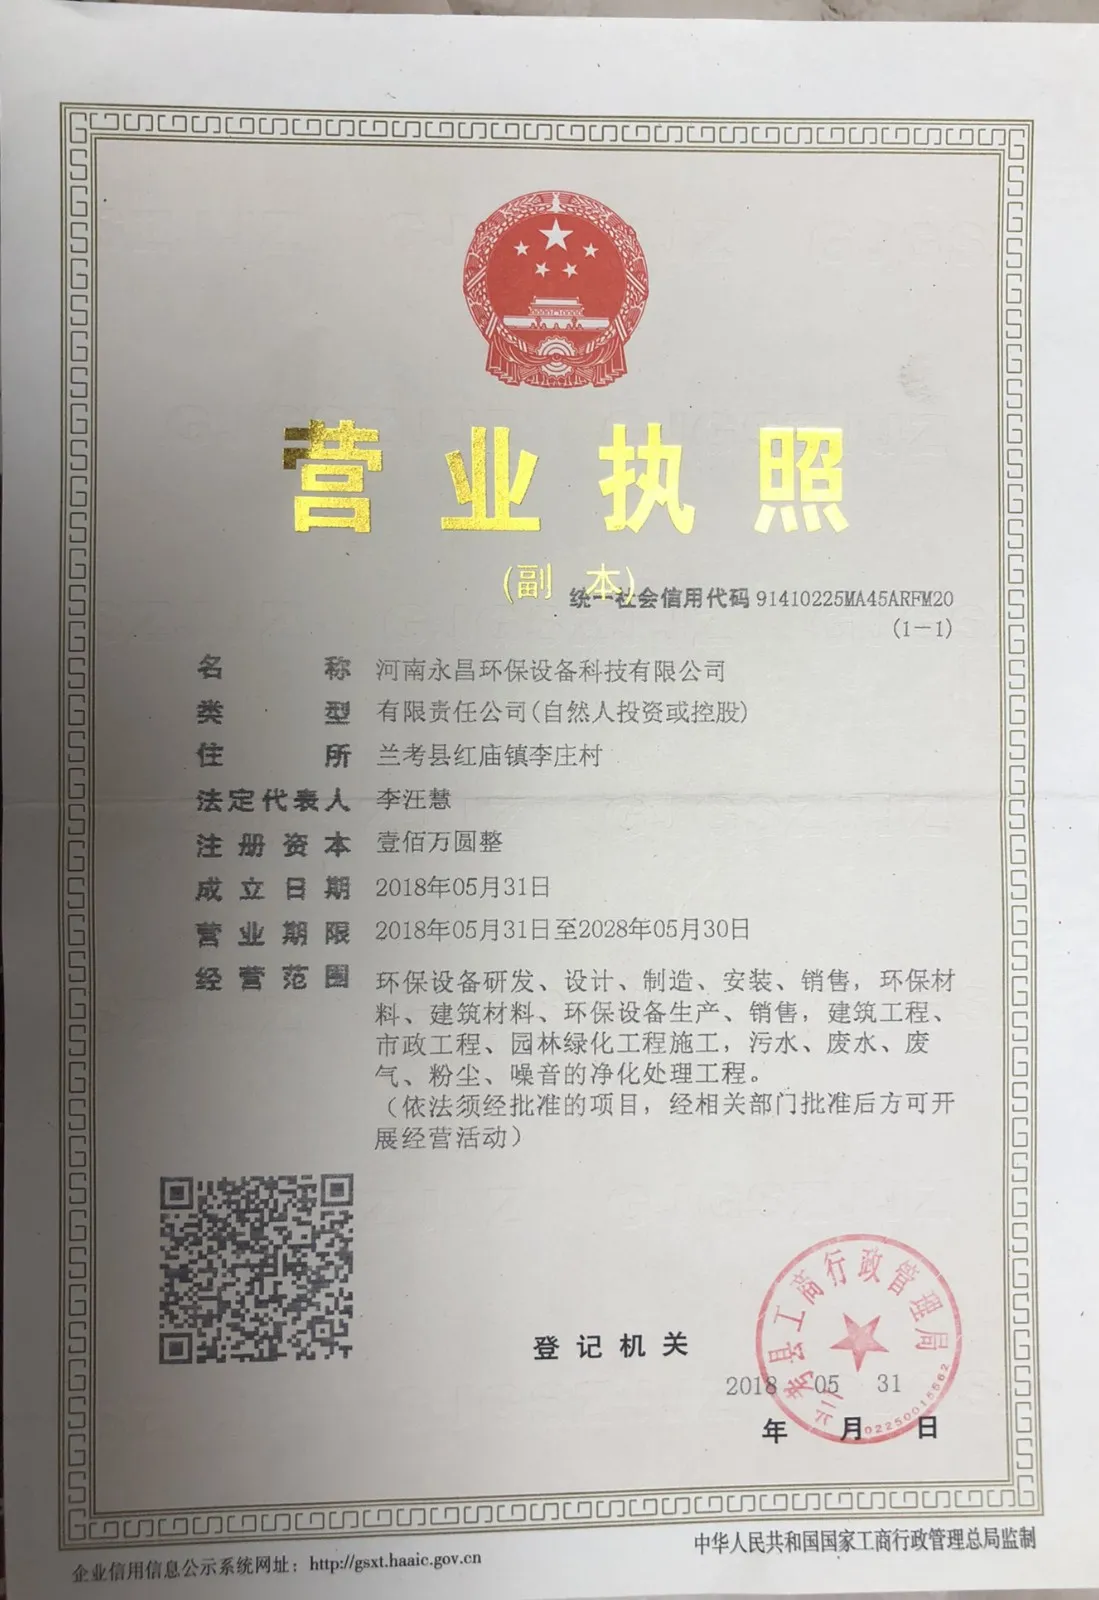 营业执照
(副 本)
统一社会信用代码 91410225MA45ARFM20
(1-1)
名称 河南永昌环保设备科技有限公司
类型 有限责任公司(自然人投资或控股)
住所 兰考县红庙镇李庄村
法定代表人 李汪慧
注册资本 壹佰万圆整
成立日期 2018年05月31日
营业期限 2018年05月31日至2028年05月30日
经营范围 环保设备研发、设计、制造、安装、销售，环保材
料、建筑材料、环保设备生产、销售，建筑工程、
市政工程、园林绿化工程施工，污水、废水、废
气、粉尘、噪音的净化处理工程。
（依法须经批准的项目，经相关部门批准后方可开
展经营活动）
兰考县工商行政管理局
登记机关
2018 05 31
年 月 日
企业信用信息公示系统网址：http://gsxt.haaic.gov.cn
中华人民共和国国家工商行政管理总局监制